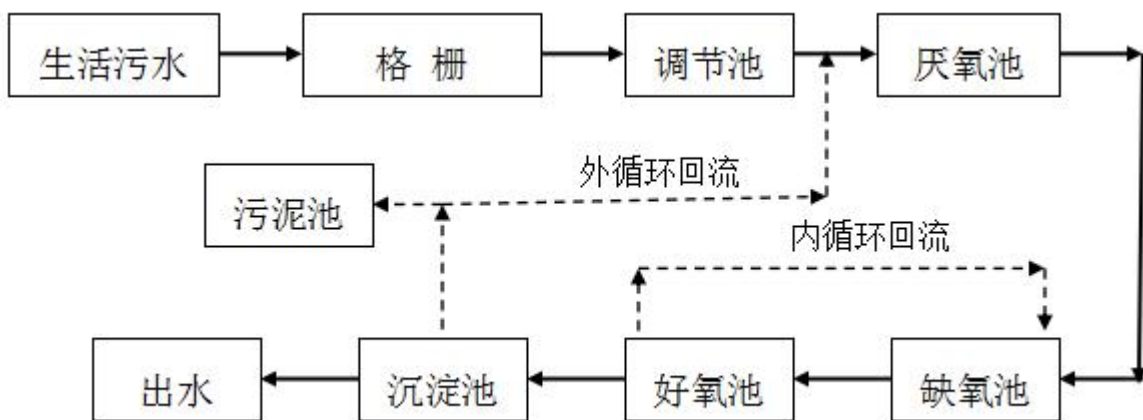 生活污水
格 栅
调节池
厌氧池
外循环回流
污泥池
内循环回流
出水
沉淀池
好氧池
缺氧池